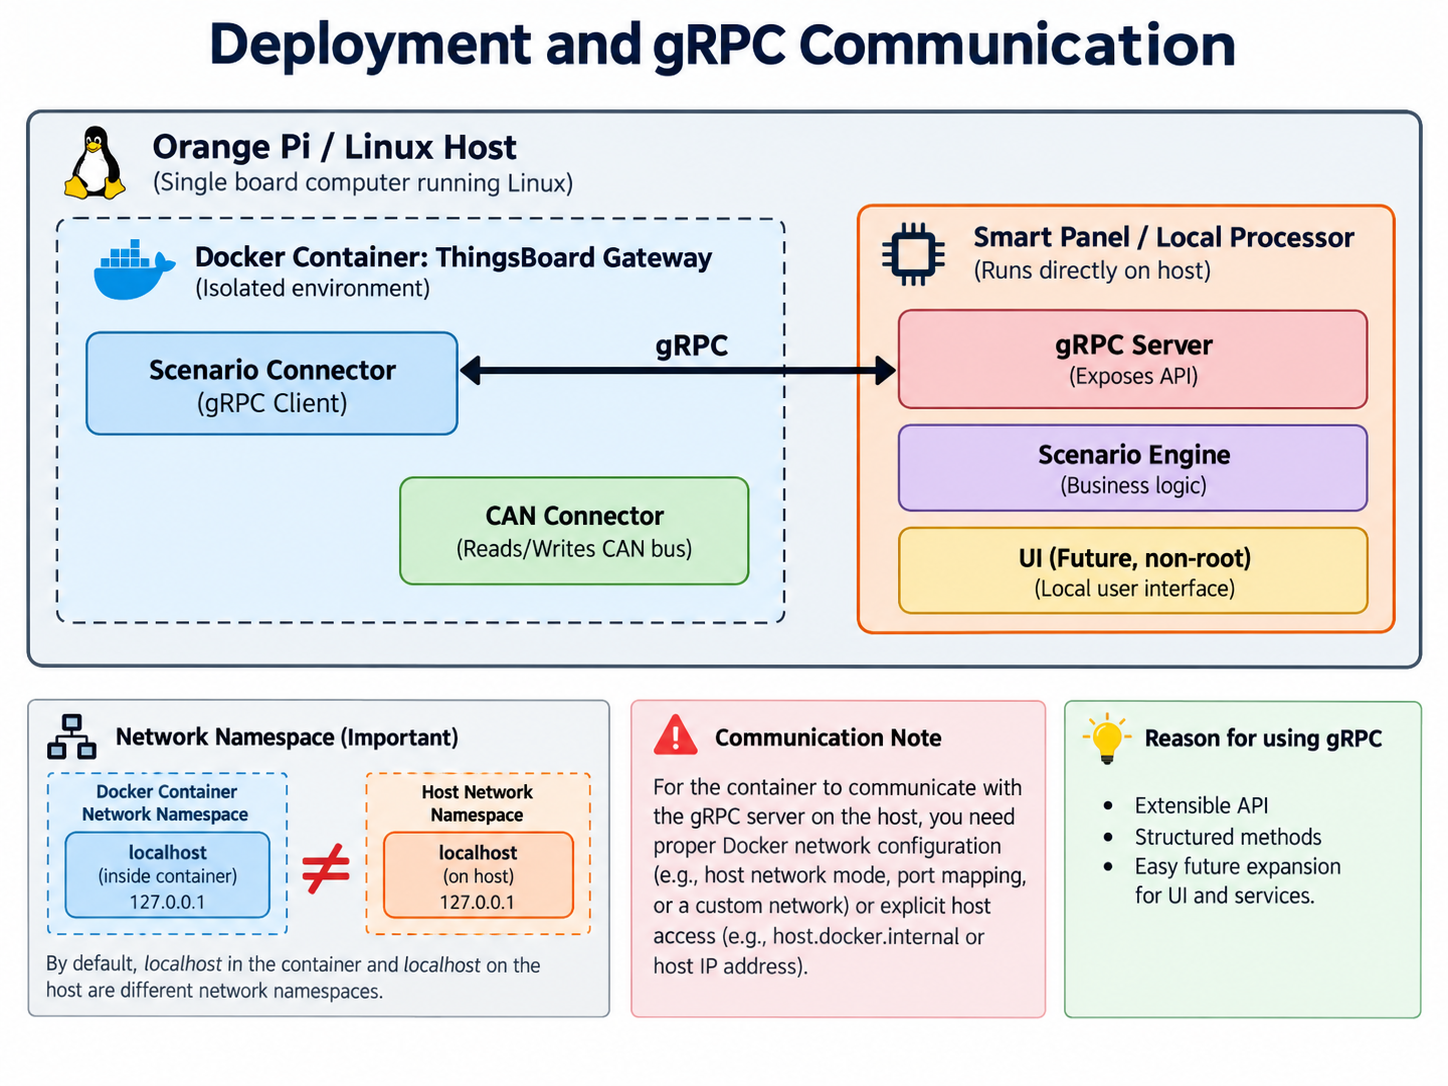 Deployment and gRPC Communication
Orange Pi / Linux Host
(Single board computer running Linux)
Docker Container: ThingsBoard Gateway
(Isolated environment)
Scenario Connector
(gRPC Client)
gRPC
CAN Connector
(Reads/Writes CAN bus)
Smart Panel / Local Processor
(Runs directly on host)
gRPC Server
(Exposes API)
Scenario Engine
(Business logic)
UI (Future, non-root)
(Local user interface)
Network Namespace (Important)
Docker Container
Network Namespace
localhost
(inside container)
127.0.0.1
≠
Host Network
Namespace
localhost
(on host)
127.0.0.1
By default, localhost in the container and localhost on the
host are different network namespaces.
Communication Note
For the container to communicate with
the gRPC server on the host, you need
proper Docker network configuration
(e.g., host network mode, port mapping,
or a custom network) or explicit host
access (e.g., host.docker.internal or
host IP address).
Reason for using gRPC
• Extensible API
• Structured methods
• Easy future expansion
for UI and services.